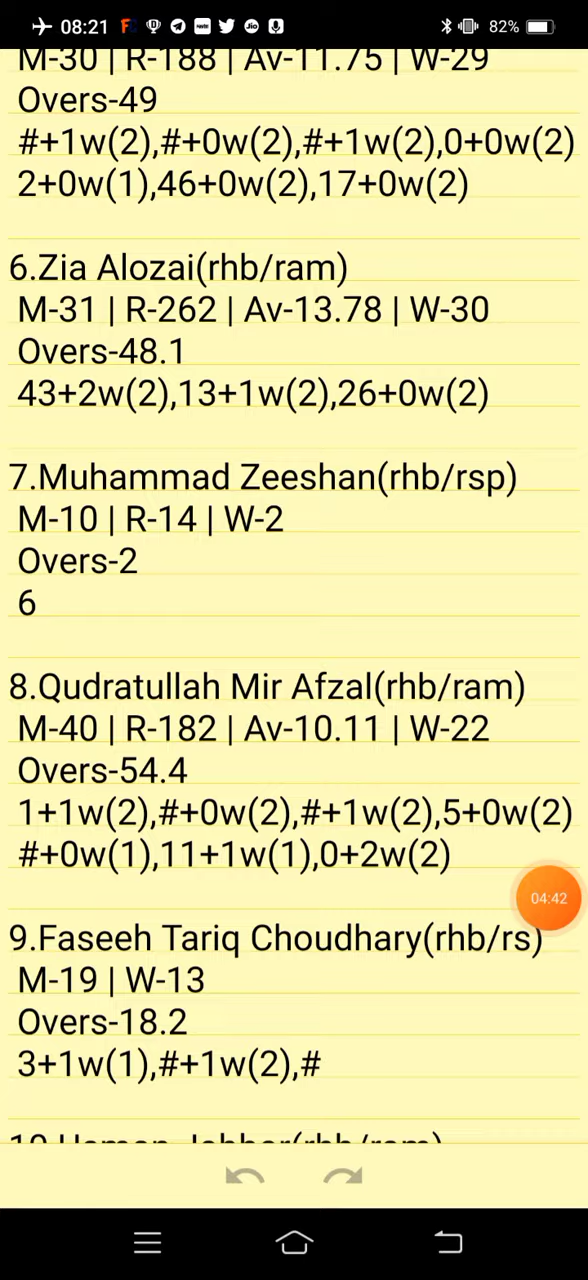 08:21
82%
M-30 | R-188 | Av-11.75 | W-29
Overs-49
#+1w(2),#+0w(2),#+1w(2),0+0w(2)
2+0w(1),46+0w(2),17+0w(2)
6.Zia Alozai(rhb/ram)
M-31 | R-262 | Av-13.78 | W-30
Overs-48.1
43+2w(2),13+1w(2),26+0w(2)
7.Muhammad Zeeshan(rhb/rsp)
M-10 | R-14 | W-2
Overs-2
6
8.Qudratullah Mir Afzal(rhb/ram)
M-40 | R-182 | Av-10.11 | W-22
Overs-54.4
1+1w(2),#+0w(2),#+1w(2),5+0w(2)
#+0w(1),11+1w(1),0+2w(2)
04:42
9.Faseeh Tariq Choudhary(rhb/rs)
M-19 | W-13
Overs-18.2
3+1w(1),#+1w(2),#